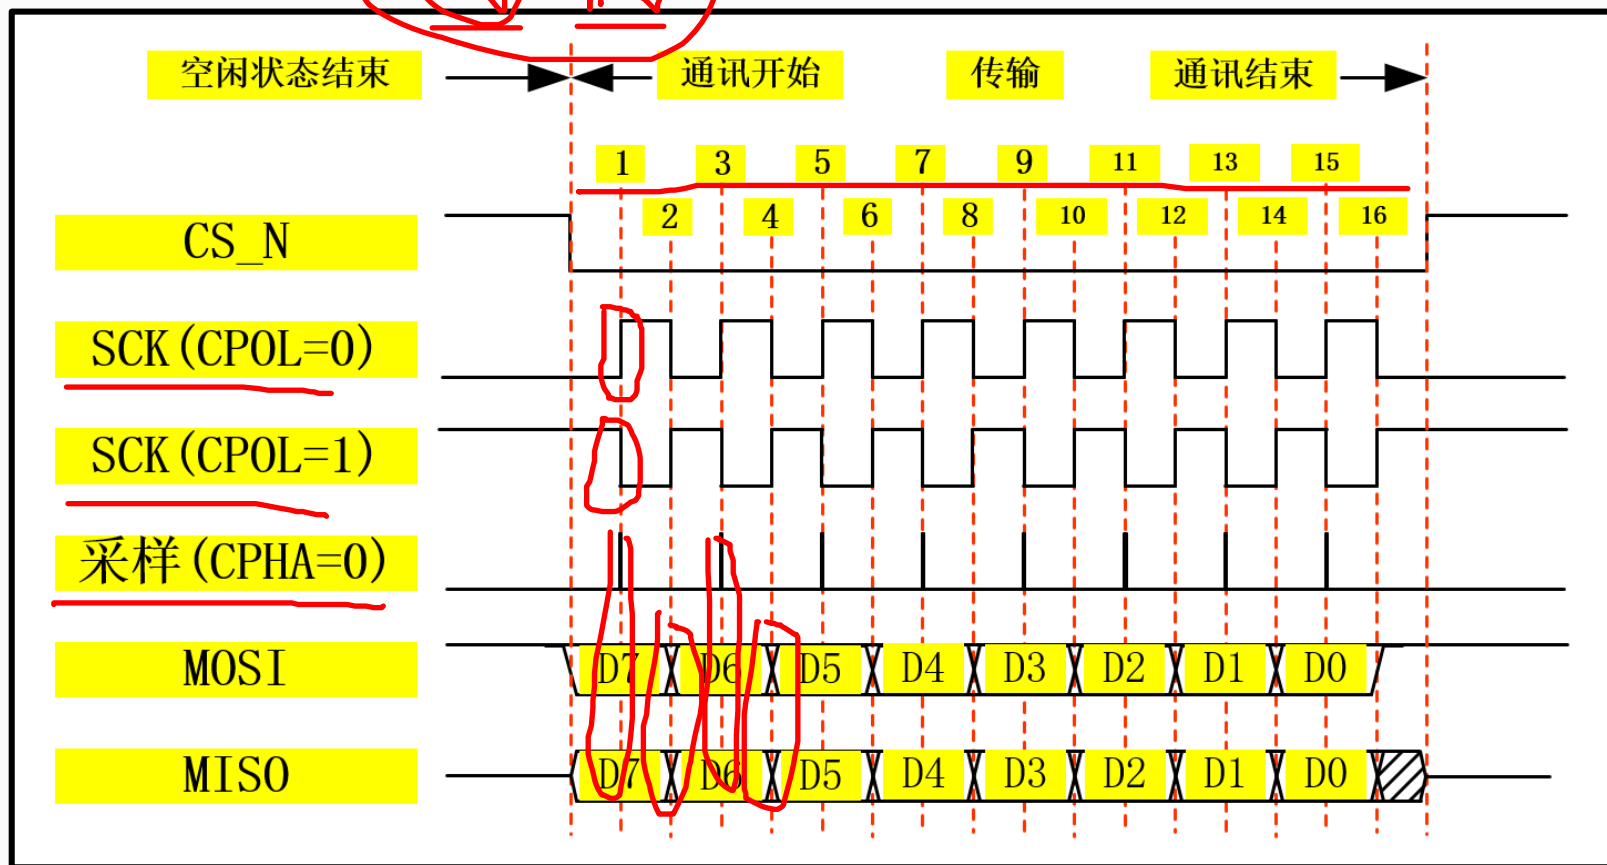 空闲状态结束 通讯开始 传输 通讯结束
1 3 5 7 9 11 13 15
2 4 6 8 10 12 14 16
CS_N
SCK(CPOL=0)
SCK(CPOL=1)
采样(CPHA=0)
MOSI D7 D6 D5 D4 D3 D2 D1 D0
MISO D7 D6 D5 D4 D3 D2 D1 D0